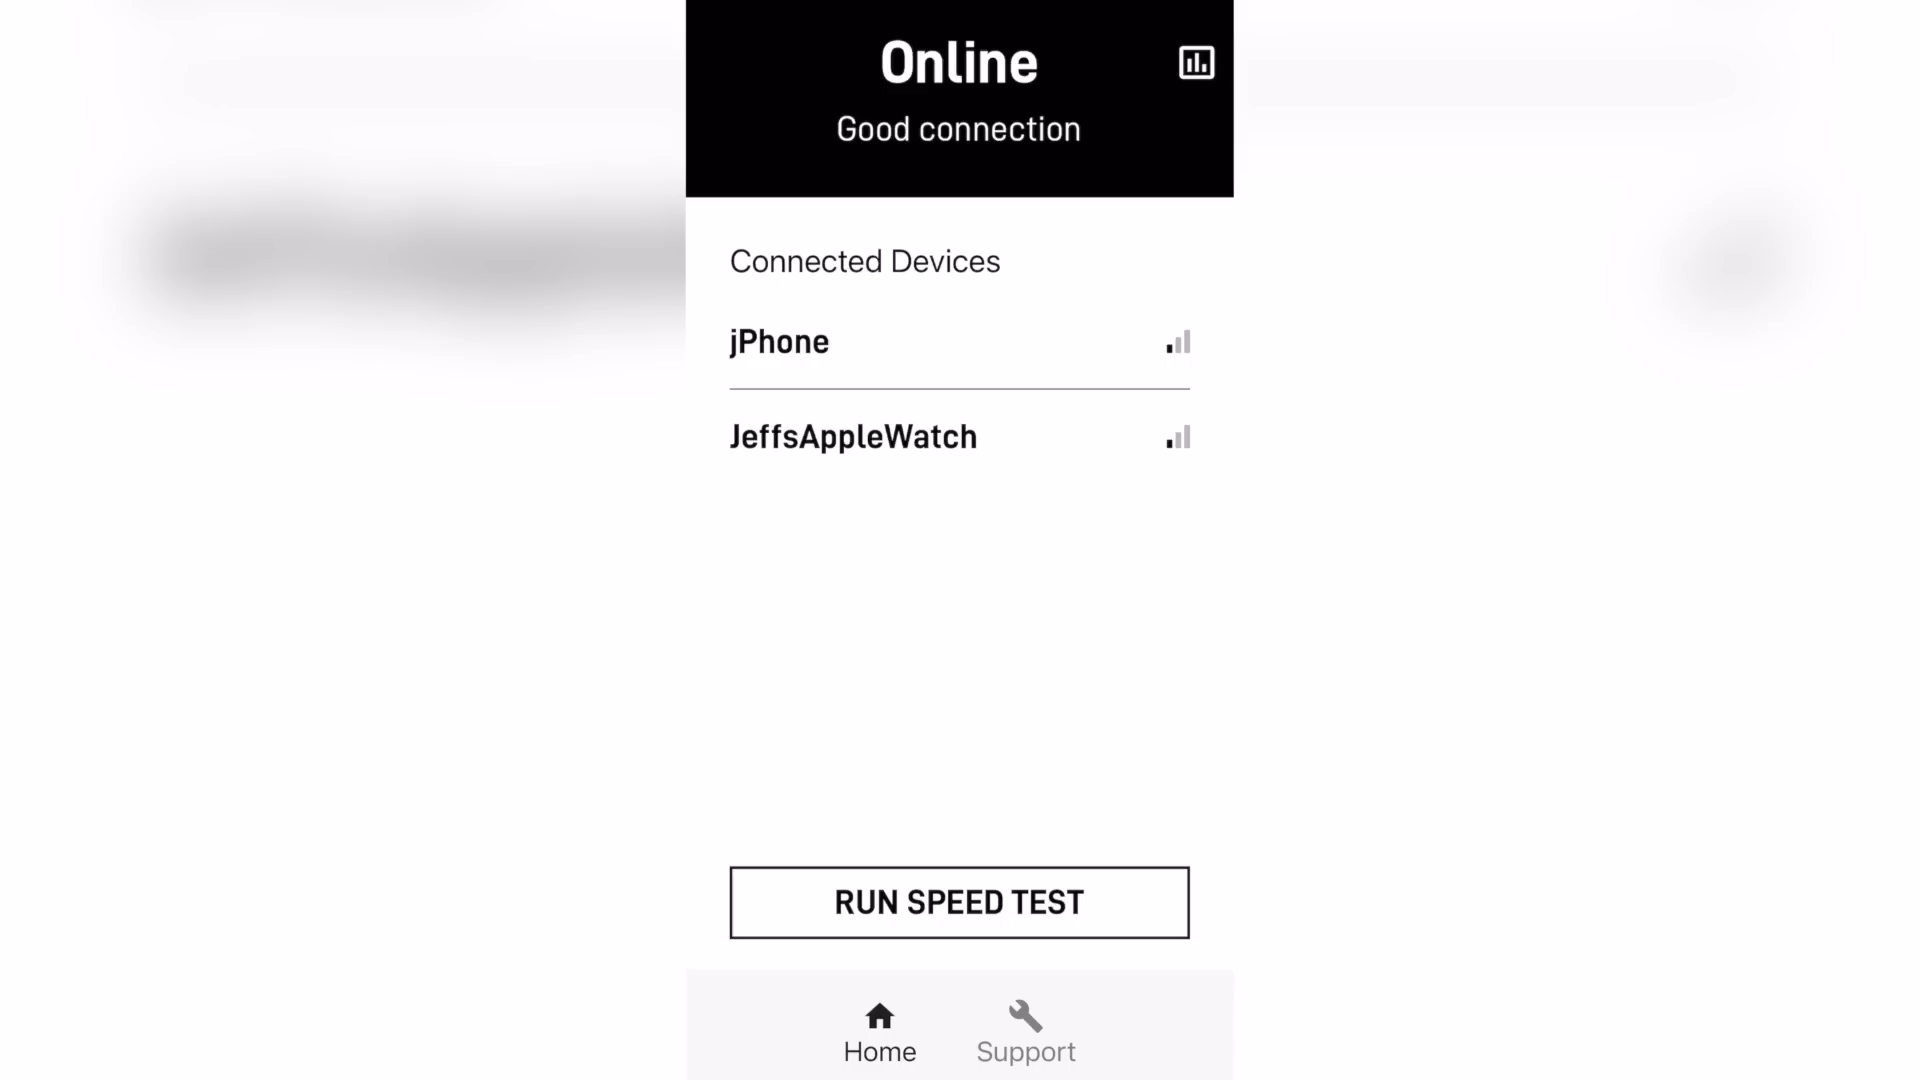 Online
Good connection
Connected Devices
jPhone
JeffsAppleWatch
RUN SPEED TEST
Home
Support